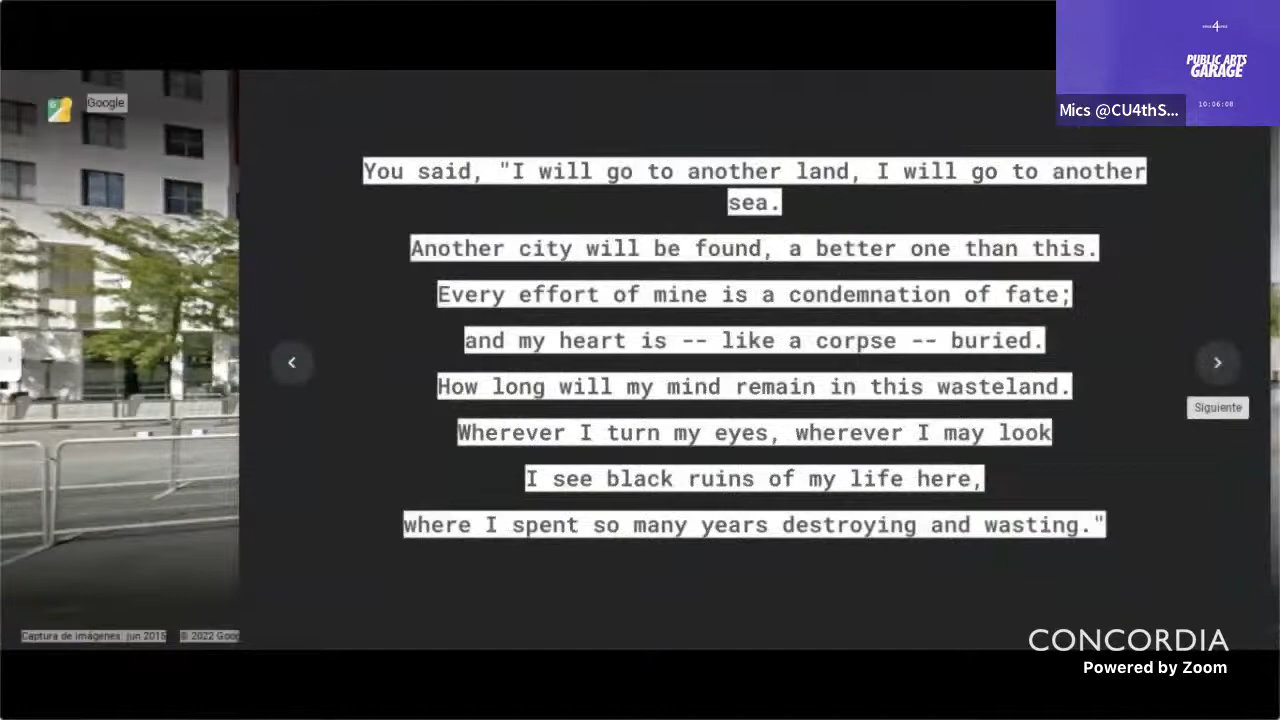 4
PUBLIC ARTS
GARAGE
Mics @CU4thS...
10:06:08
Google
You said, "I will go to another land, I will go to another
sea.
Another city will be found, a better one than this.
Every effort of mine is a condemnation of fate;
and my heart is -- like a corpse -- buried.
How long will my mind remain in this wasteland.
Wherever I turn my eyes, wherever I may look
I see black ruins of my life here,
where I spent so many years destroying and wasting."
Siguiente
Captura de imágenes: jun 2015 © 2022 Goog
CONCORDIA
Powered by Zoom